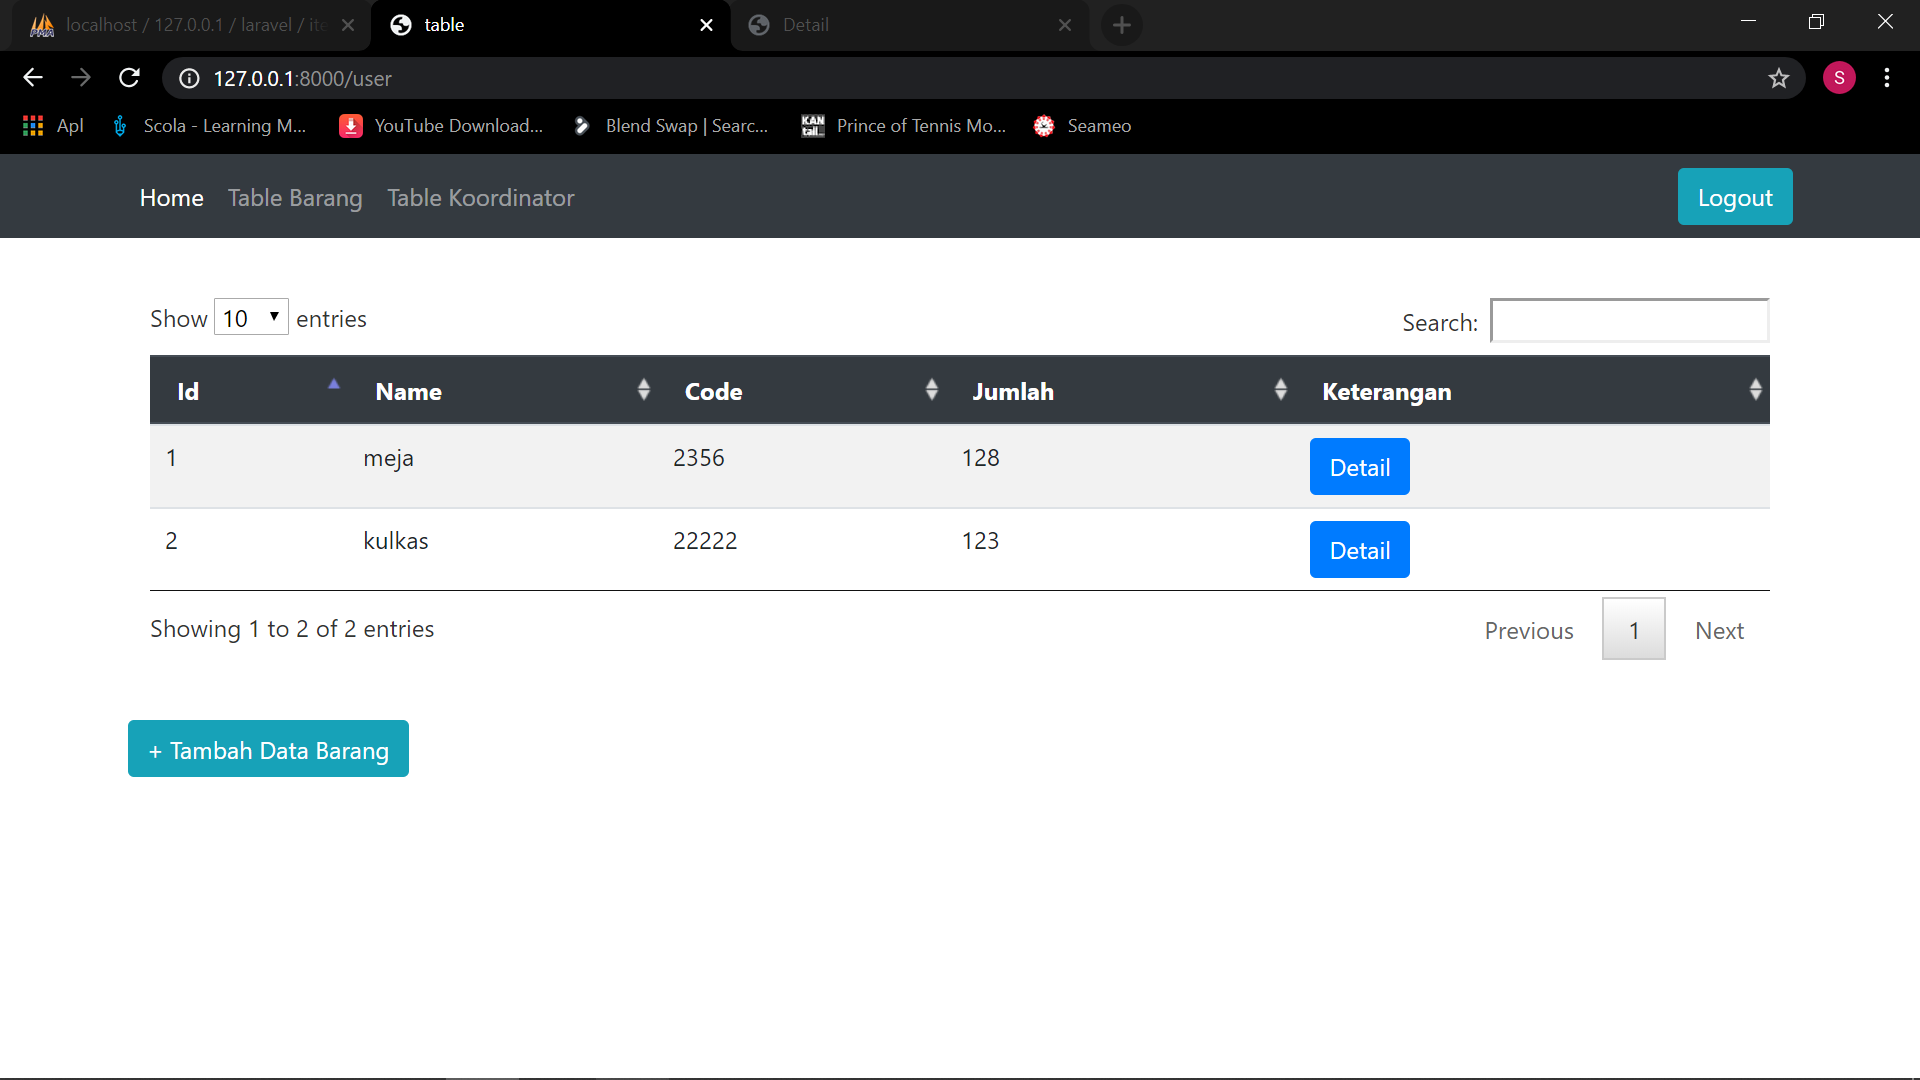 localhost / 127.0.0.1 / laravel / ite
table
Detail
127.0.0.1:8000/user
S
Apl
Scola - Learning M...
YouTube Download...
Blend Swap | Searc...
Prince of Tennis Mo...
Seameo
Home
Table Barang
Table Koordinator
Logout
Show 10 entries
Search:
Id Name Code Jumlah Keterangan
1 meja 2356 128 Detail
2 kulkas 22222 123 Detail
Showing 1 to 2 of 2 entries
Previous 1 Next
+ Tambah Data Barang